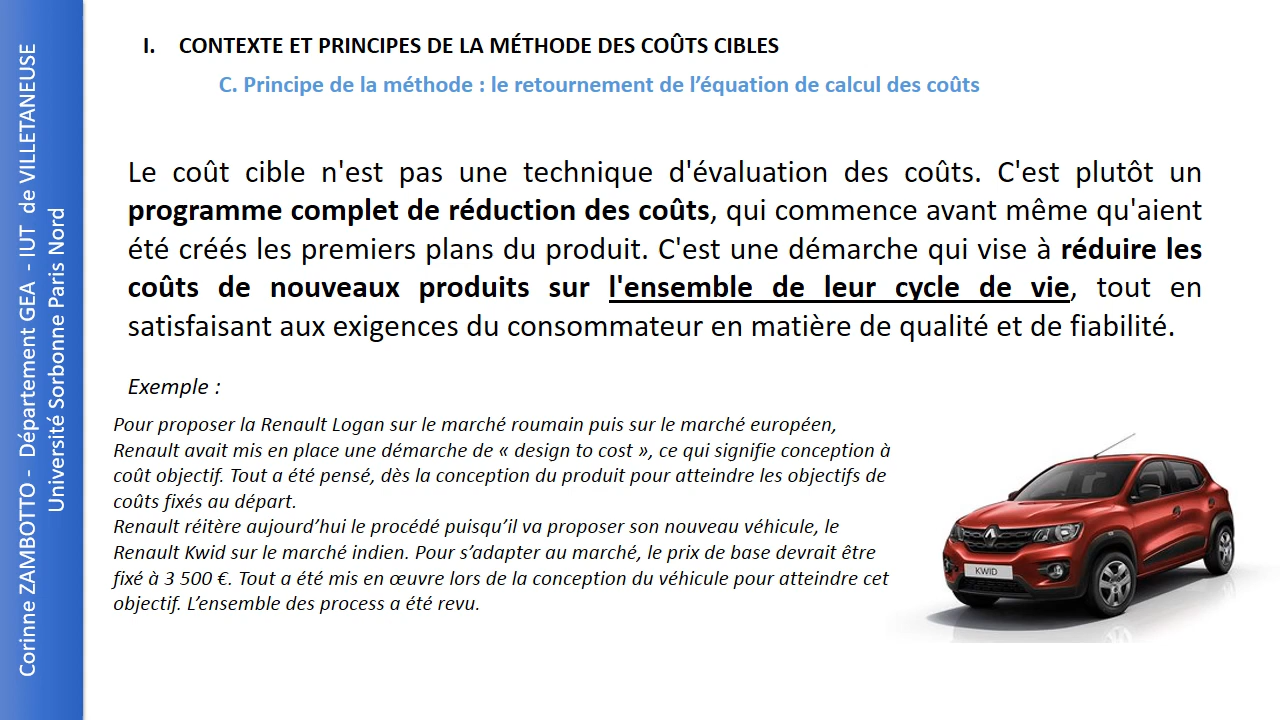 Corinne ZAMBOTTO - Département GEA - IUT de VILLETANEUSE
Université Sorbonne Paris Nord
I. CONTEXTE ET PRINCIPES DE LA MÉTHODE DES COÛTS CIBLES
C. Principe de la méthode : le retournement de l’équation de calcul des coûts
Le coût cible n'est pas une technique d'évaluation des coûts. C'est plutôt un
programme complet de réduction des coûts, qui commence avant même qu'aient
été créés les premiers plans du produit. C'est une démarche qui vise à réduire les
coûts de nouveaux produits sur l'ensemble de leur cycle de vie, tout en
satisfaisant aux exigences du consommateur en matière de qualité et de fiabilité.
Exemple :
Pour proposer la Renault Logan sur le marché roumain puis sur le marché européen,
Renault avait mis en place une démarche de « design to cost », ce qui signifie conception à
coût objectif. Tout a été pensé, dès la conception du produit pour atteindre les objectifs de
coûts fixés au départ.
Renault réitère aujourd’hui le procédé puisqu’il va proposer son nouveau véhicule, le
Renault Kwid sur le marché indien. Pour s’adapter au marché, le prix de base devrait être
fixé à 3 500 €. Tout a été mis en œuvre lors de la conception du véhicule pour atteindre cet
objectif. L’ensemble des process a été revu.
KWID